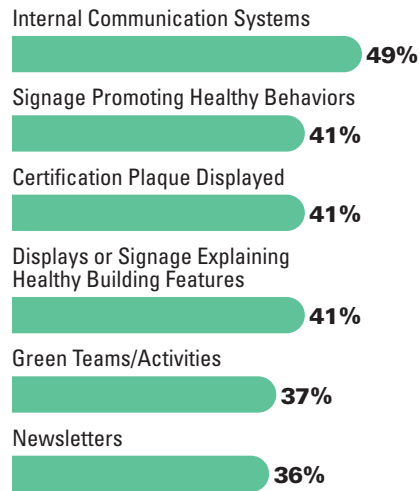 Internal Communication Systems
49%
Signage Promoting Healthy Behaviors
41%
Certification Plaque Displayed
41%
Displays or Signage Explaining
Healthy Building Features
41%
Green Teams/Activities
37%
Newsletters
36%